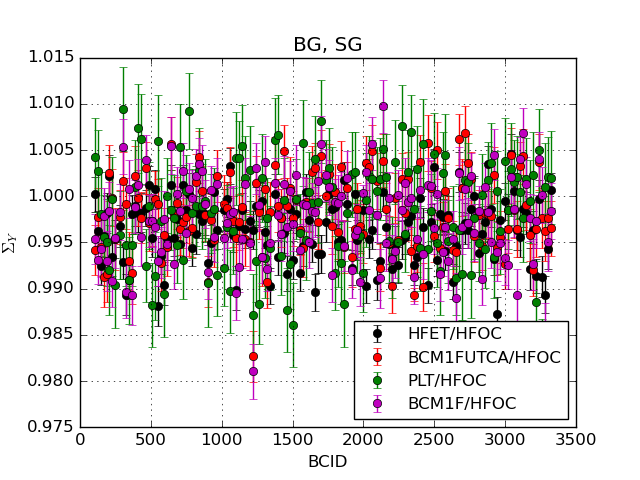 BG, SG
1.015
1.010
1.005
1.000
0.995
0.990
0.985
0.980
0.975
Σ_Y
HFET/HFOC
BCM1FUTCA/HFOC
PLT/HFOC
BCM1F/HFOC
0 500 1000 1500 2000 2500 3000 3500
BCID